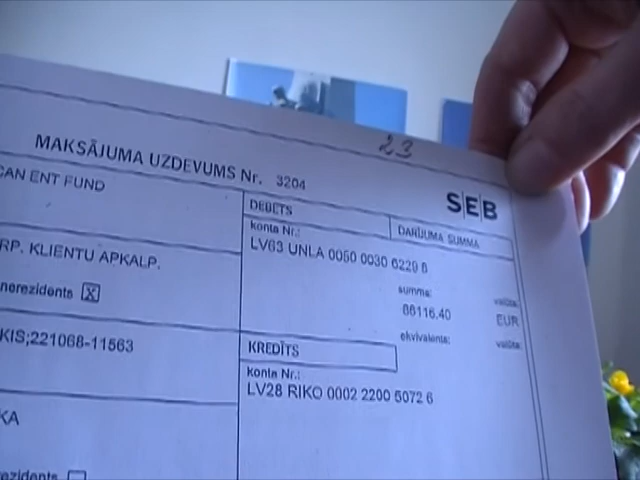 23
MAKSĀJUMA UZDEVUMS Nr. 3204
SEB
CAN ENT FUND
DEBETS
DARĪJUMA SUMMA
konta Nr.:
LV63 UNLA 0050 0030 6229 6
RP. KLIENTU APKALP.
summa:
valūta:
nerezidents X
86116.40
EUR
ekvivalents:
valūta:
KIS;221068-11563
KREDĪTS
konta Nr.:
LV28 RIKO 0002 2200 5072 6
KA
ezidents